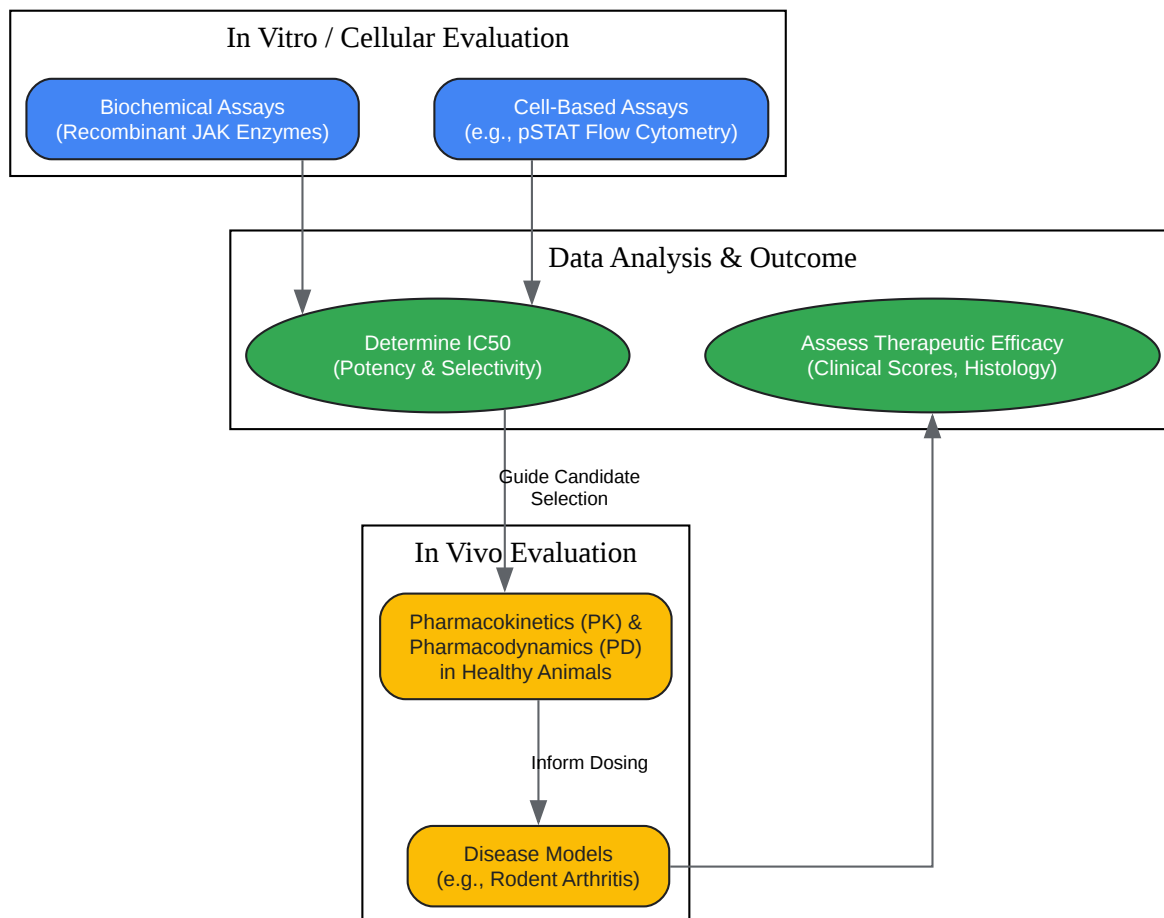 In Vitro / Cellular Evaluation
Biochemical Assays
(Recombinant JAK Enzymes)
Cell-Based Assays
(e.g., pSTAT Flow Cytometry)
Data Analysis & Outcome
Determine IC50
(Potency & Selectivity)
Assess Therapeutic Efficacy
(Clinical Scores, Histology)
Guide Candidate
Selection
In Vivo Evaluation
Pharmacokinetics (PK) &
Pharmacodynamics (PD)
in Healthy Animals
Inform Dosing
Disease Models
(e.g., Rodent Arthritis)